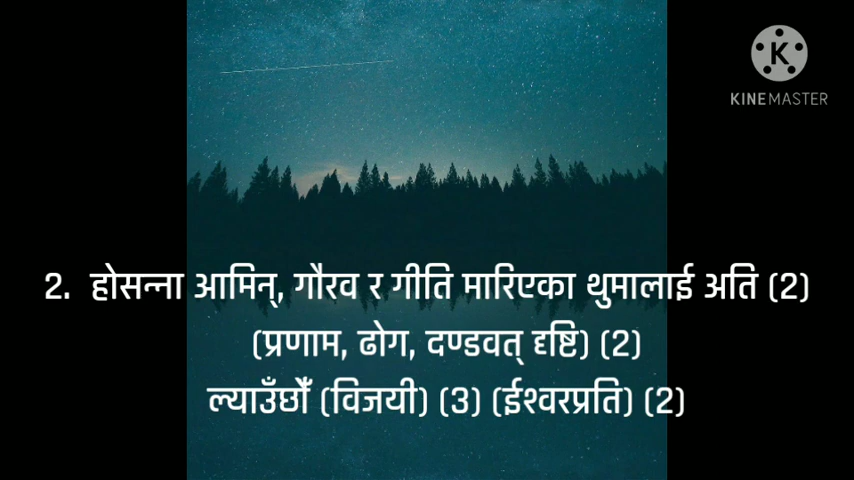 KINEMASTER
2. होसन्ना आमिन्, गौरव र गीति मारिएका थुमालाई अति (2)
(प्रणाम, ढोग, दण्डवत् दृष्टि) (2)
ल्याउँछौँ (विजयी) (3) (ईश्वरप्रति) (2)